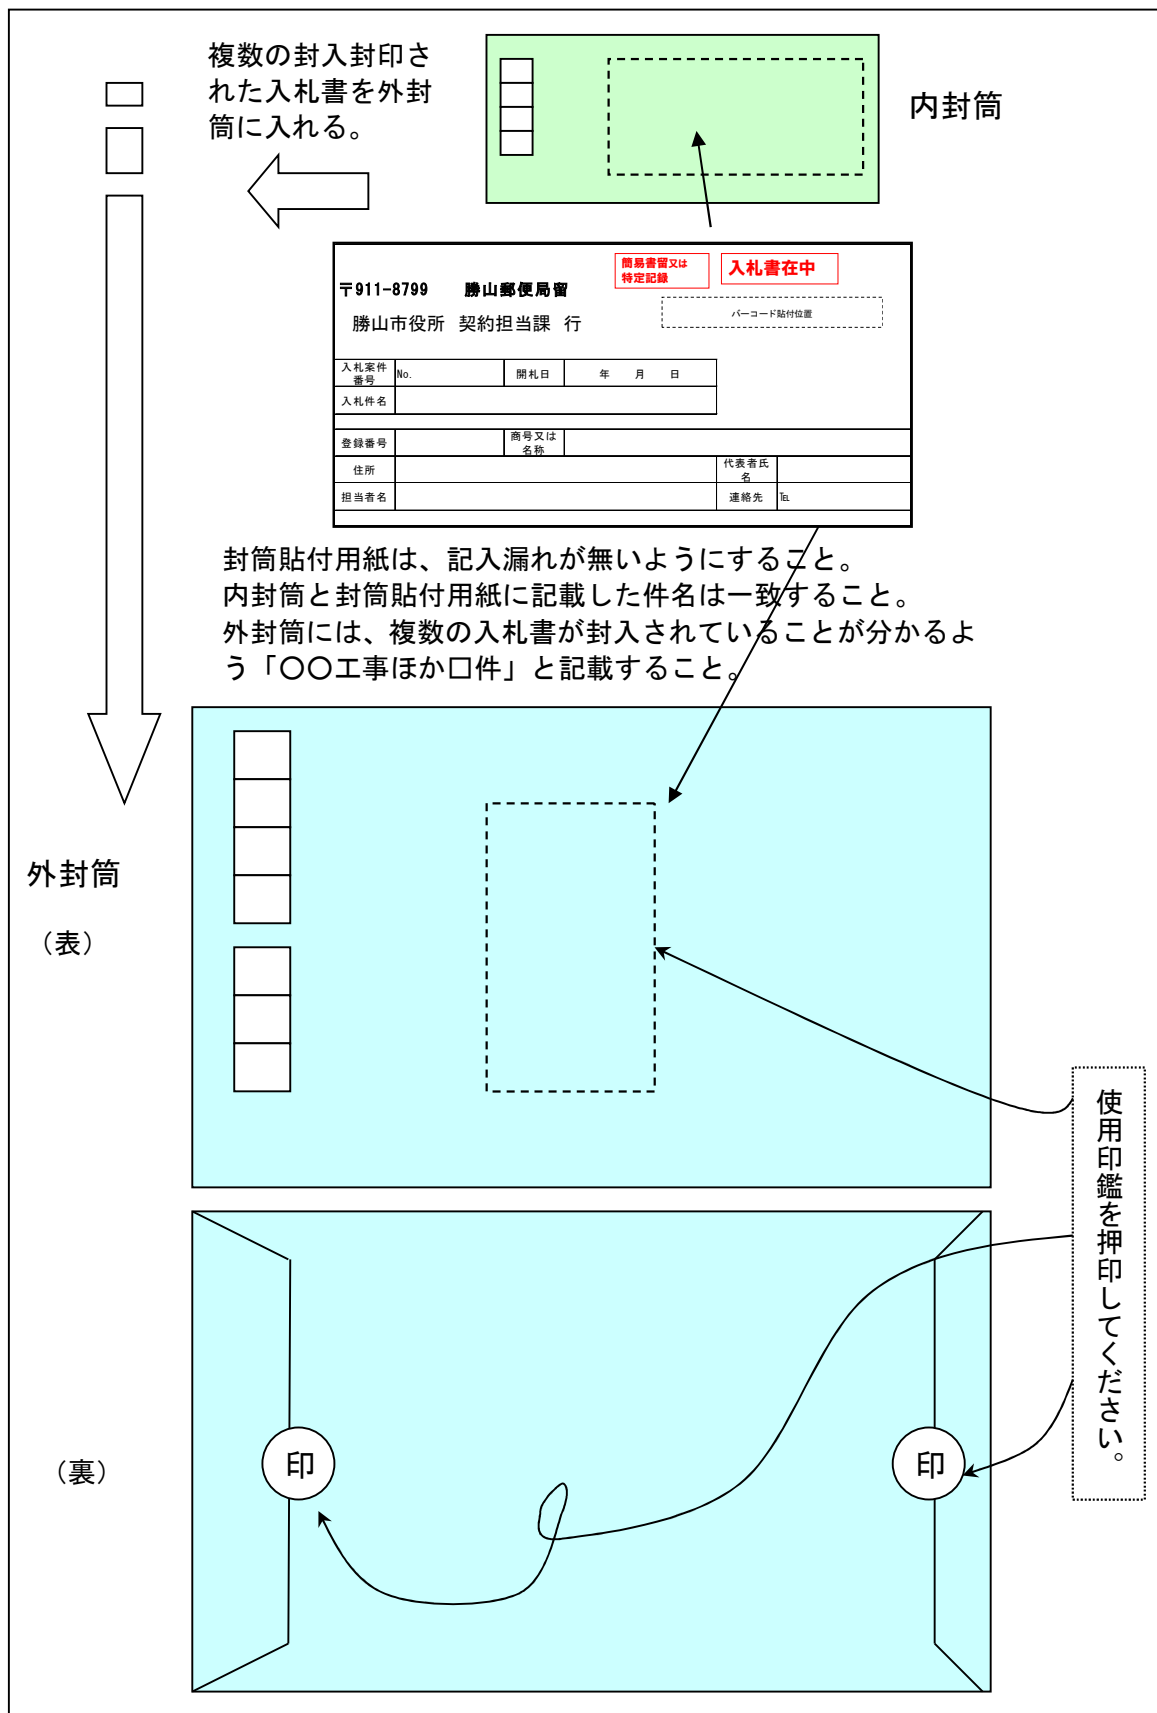 複数の封入封印さ
れた入札書を外封
筒に入れる。
内封筒
簡易書留又は
特定記録
入札書在中
〒911-8799 勝山郵便局留
勝山市役所 契約担当課 行
バーコード貼付位置
入札案件
番号
No.
開札日
年 月 日
入札件名
登録番号
商号又は
名称
住所
代表者氏
名
担当者名
連絡先
℡
封筒貼付用紙は、記入漏れが無いようにすること。
内封筒と封筒貼付用紙に記載した件名は一致すること。
外封筒には、複数の入札書が封入されていることが分かるよ
う「〇〇工事ほか口件」と記載すること。
外封筒
（表）
使用印鑑を押印してください。
（裏）
印
印